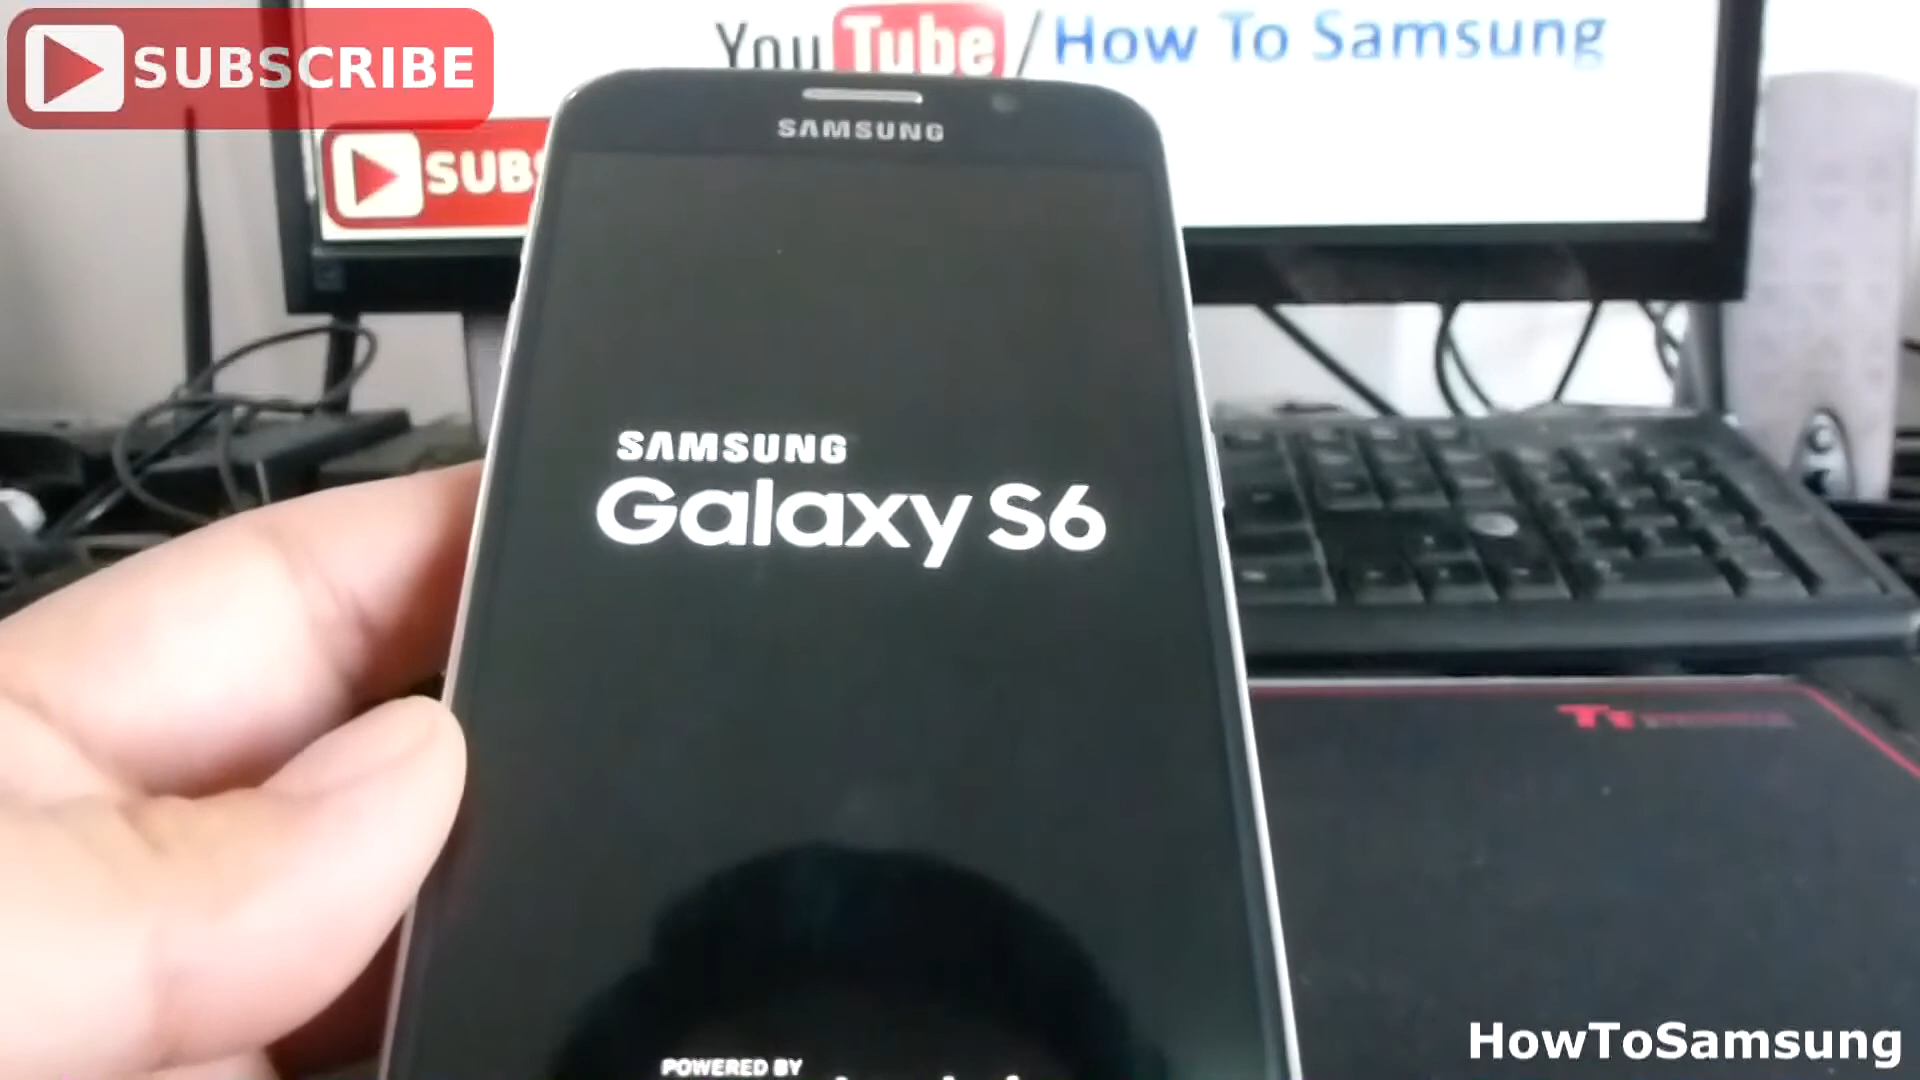 SUBSCRIBE
YouTube/How To Samsung
SUBS
SAMSUNG
SAMSUNG
Galaxy S6
POWERED BY
HowToSamsung